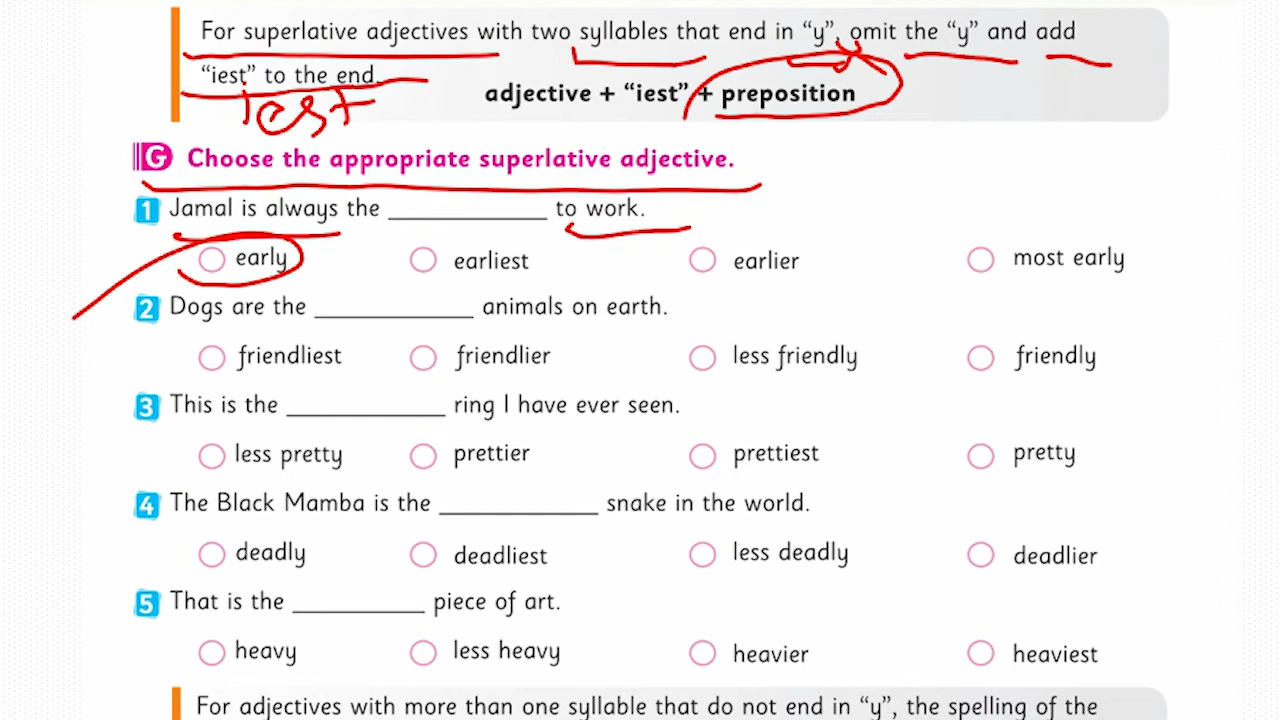 For superlative adjectives with two syllables that end in “y”, omit the “y” and add
“iest” to the end.
iest
adjective + “iest” + preposition
G Choose the appropriate superlative adjective.
1 Jamal is always the ____________ to work.
early earliest earlier most early
2 Dogs are the ____________ animals on earth.
friendliest friendlier less friendly friendly
3 This is the ____________ ring I have ever seen.
less pretty prettier prettiest pretty
4 The Black Mamba is the ____________ snake in the world.
deadly deadliest less deadly deadlier
5 That is the __________ piece of art.
heavy less heavy heavier heaviest
For adjectives with more than one syllable that do not end in “y”, the spelling of the